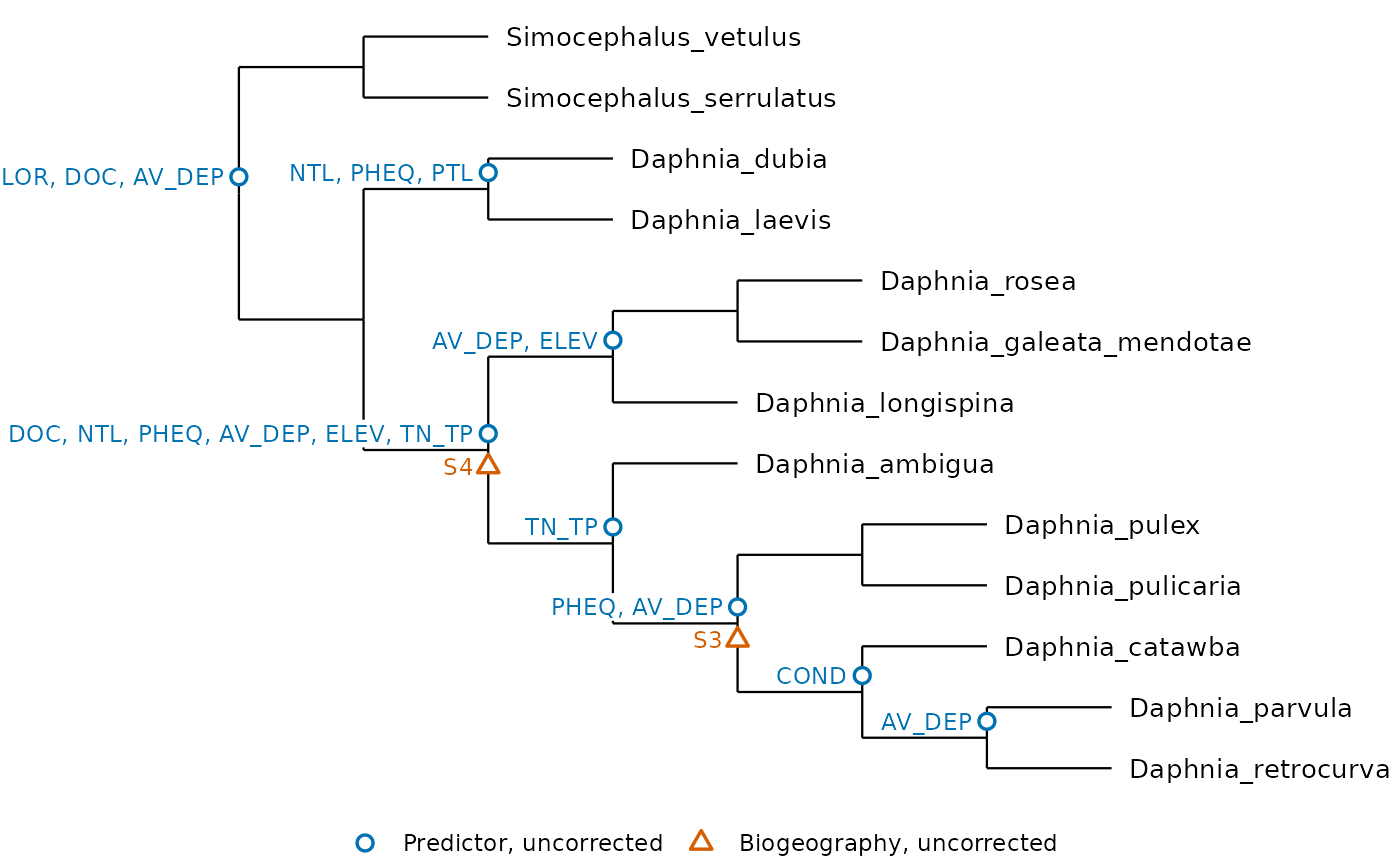 Simocephalus_vetulus
Simocephalus_serrulatus
Daphnia_dubia
LOR, DOC, AV_DEP
NTL, PHEQ, PTL
Daphnia_laevis
Daphnia_rosea
AV_DEP, ELEV
Daphnia_galeata_mendotae
Daphnia_longispina
DOC, NTL, PHEQ, AV_DEP, ELEV, TN_TP
S4
Daphnia_ambigua
TN_TP
Daphnia_pulex
Daphnia_pulicaria
PHEQ, AV_DEP
S3
Daphnia_catawba
COND
Daphnia_parvula
AV_DEP
Daphnia_retrocurva
Predictor, uncorrected
Biogeography, uncorrected